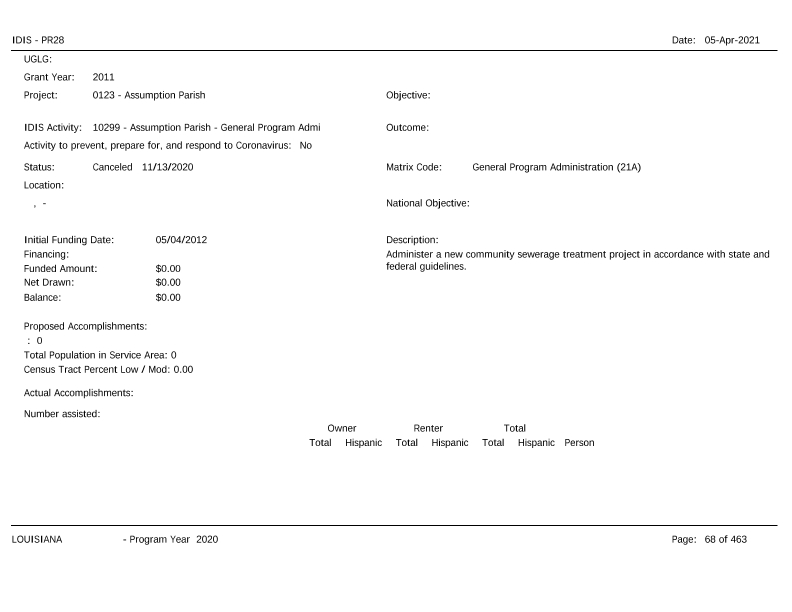 IDIS - PR28 Date: 05-Apr-2021
UGLG:
Grant Year: 2011
Project: 0123 - Assumption Parish Objective:
IDIS Activity: 10299 - Assumption Parish - General Program Admi Outcome:
Activity to prevent, prepare for, and respond to Coronavirus: No
Status: Canceled 11/13/2020 Matrix Code: General Program Administration (21A)
Location:
, - National Objective:
Initial Funding Date: 05/04/2012 Description:
Financing: Administer a new community sewerage treatment project in accordance with state and
Funded Amount: $0.00 federal guidelines.
Net Drawn: $0.00
Balance: $0.00
Proposed Accomplishments:
: 0
Total Population in Service Area: 0
Census Tract Percent Low / Mod: 0.00
Actual Accomplishments:
Number assisted:
Owner Renter Total
Total Hispanic Total Hispanic Total Hispanic Person
LOUISIANA - Program Year 2020 Page: 68 of 463